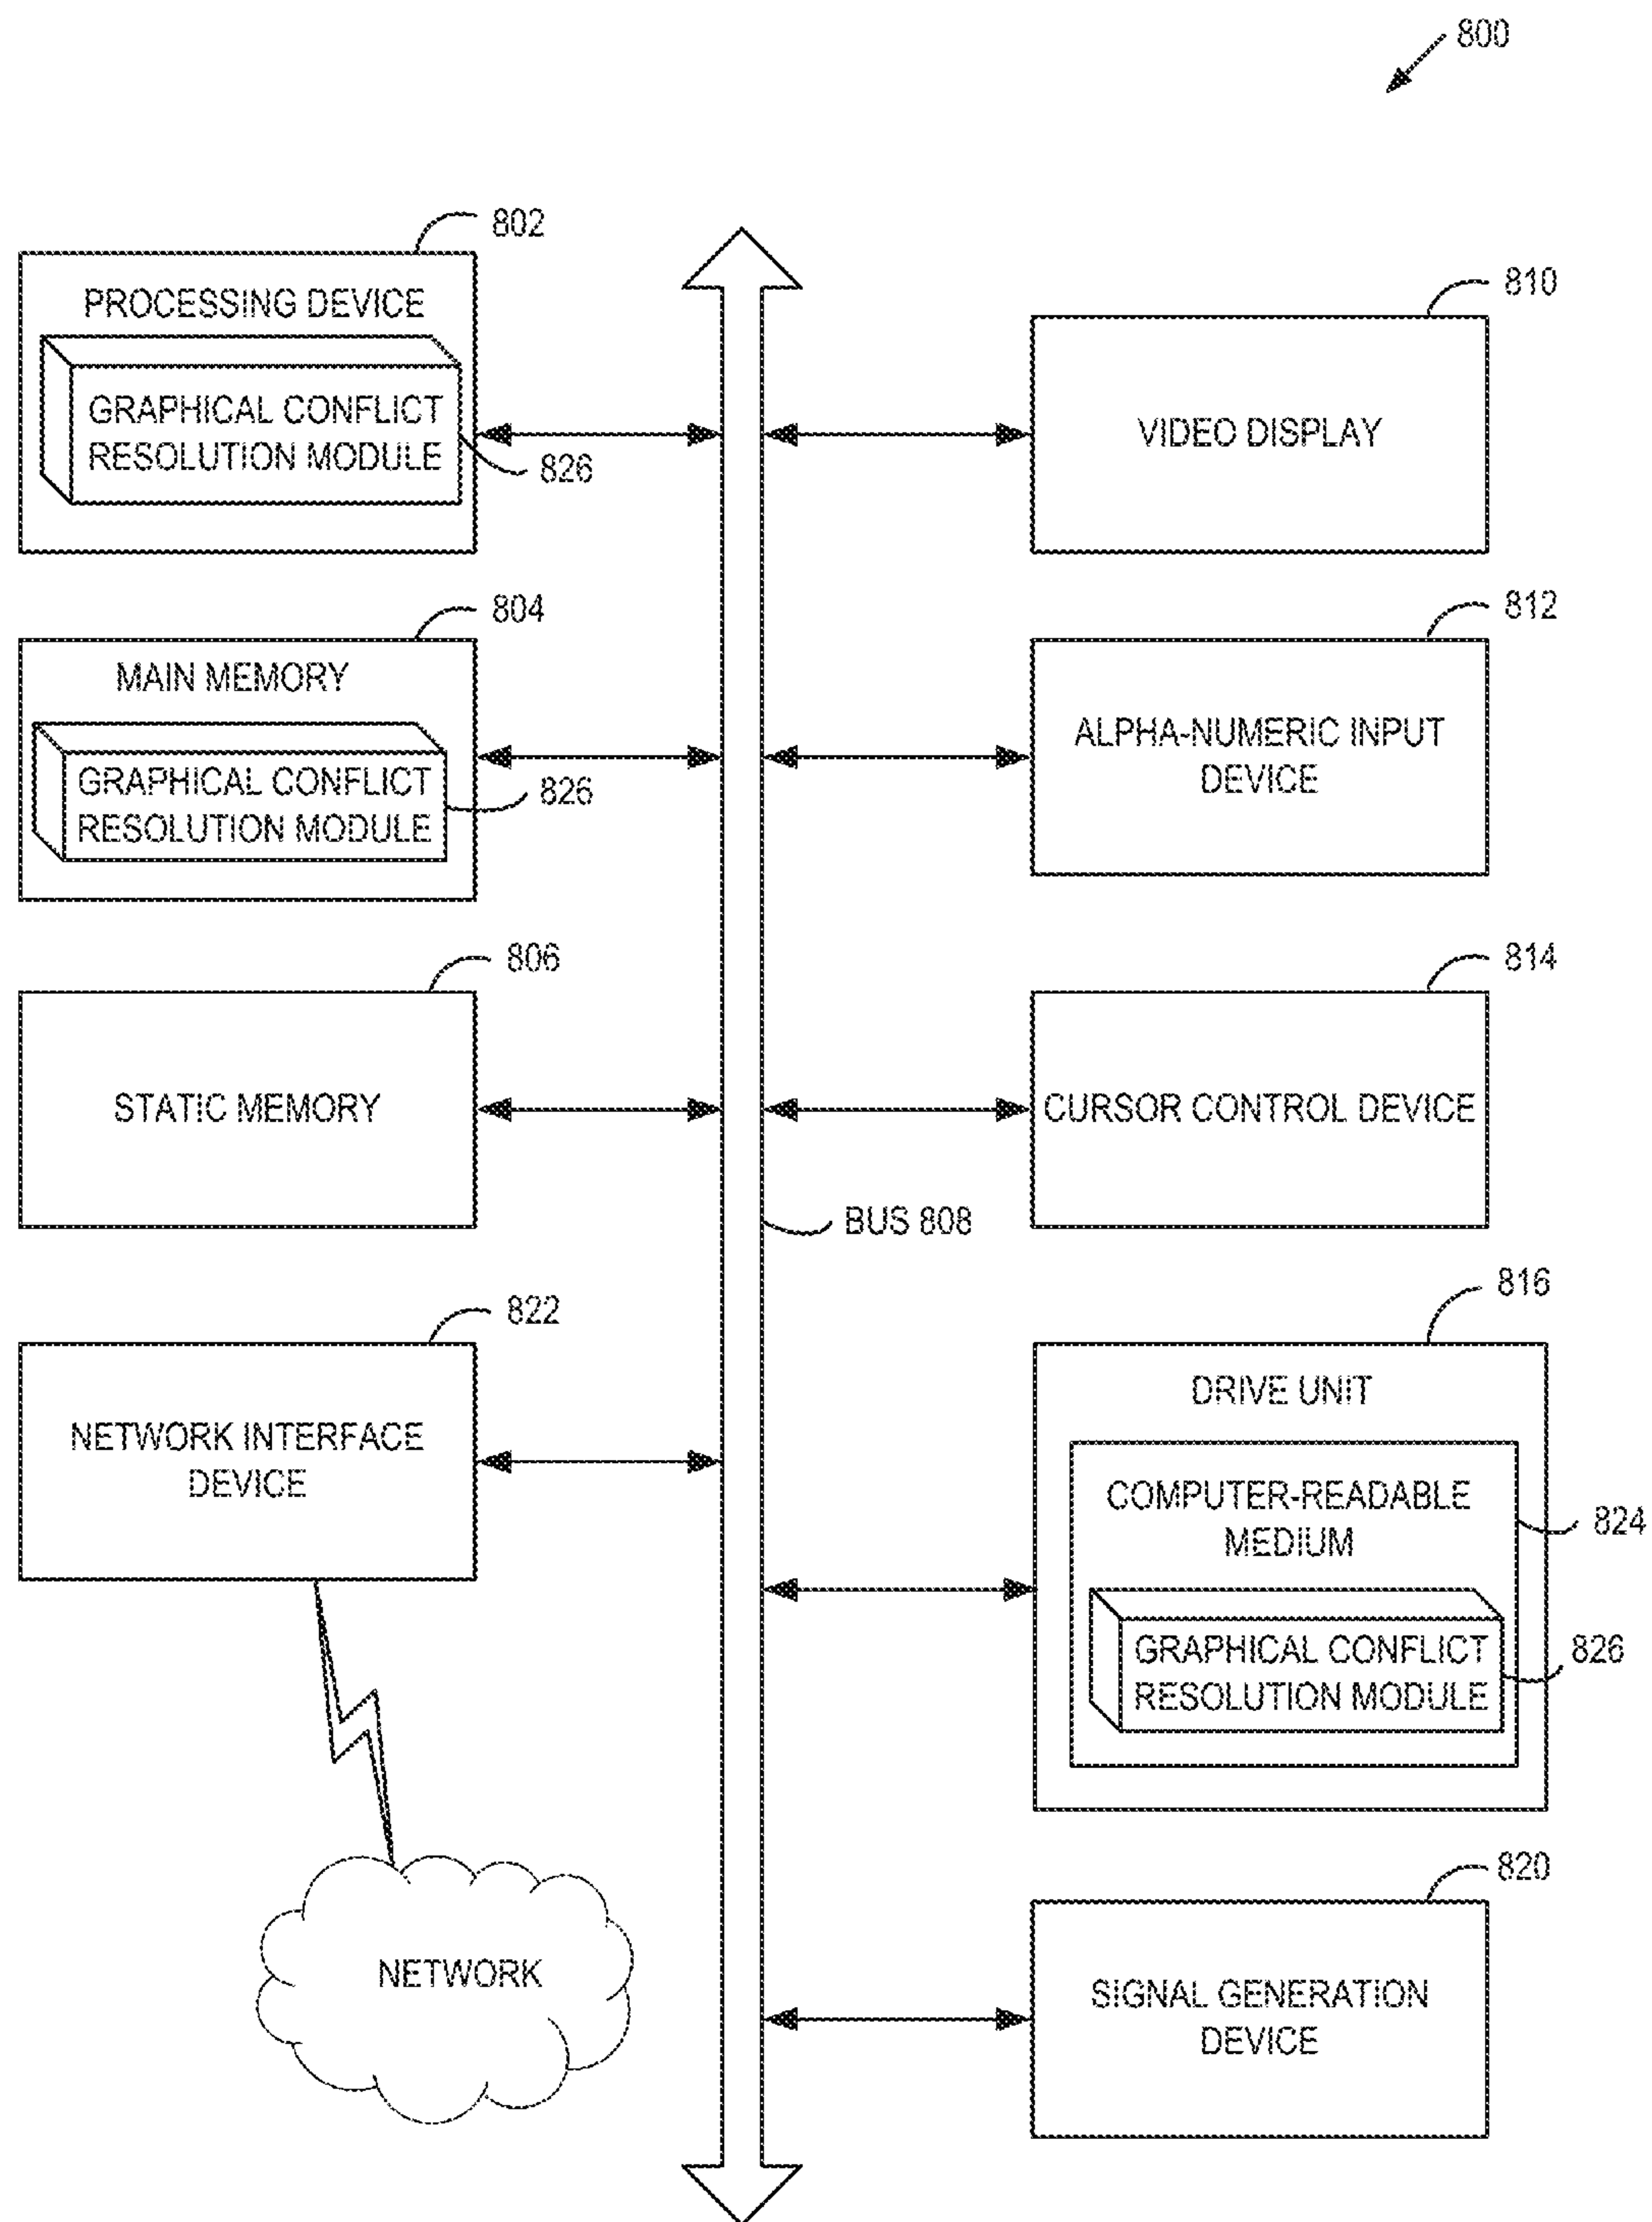 800
802
PROCESSING DEVICE
GRAPHICAL CONFLICT
RESOLUTION MODULE
826
810
VIDEO DISPLAY
804
MAIN MEMORY
GRAPHICAL CONFLICT
RESOLUTION MODULE
826
812
ALPHA-NUMERIC INPUT
DEVICE
806
STATIC MEMORY
814
CURSOR CONTROL DEVICE
BUS 808
822
NETWORK INTERFACE
DEVICE
816
DRIVE UNIT
COMPUTER-READABLE
MEDIUM
824
GRAPHICAL CONFLICT
RESOLUTION MODULE
826
NETWORK
820
SIGNAL GENERATION
DEVICE